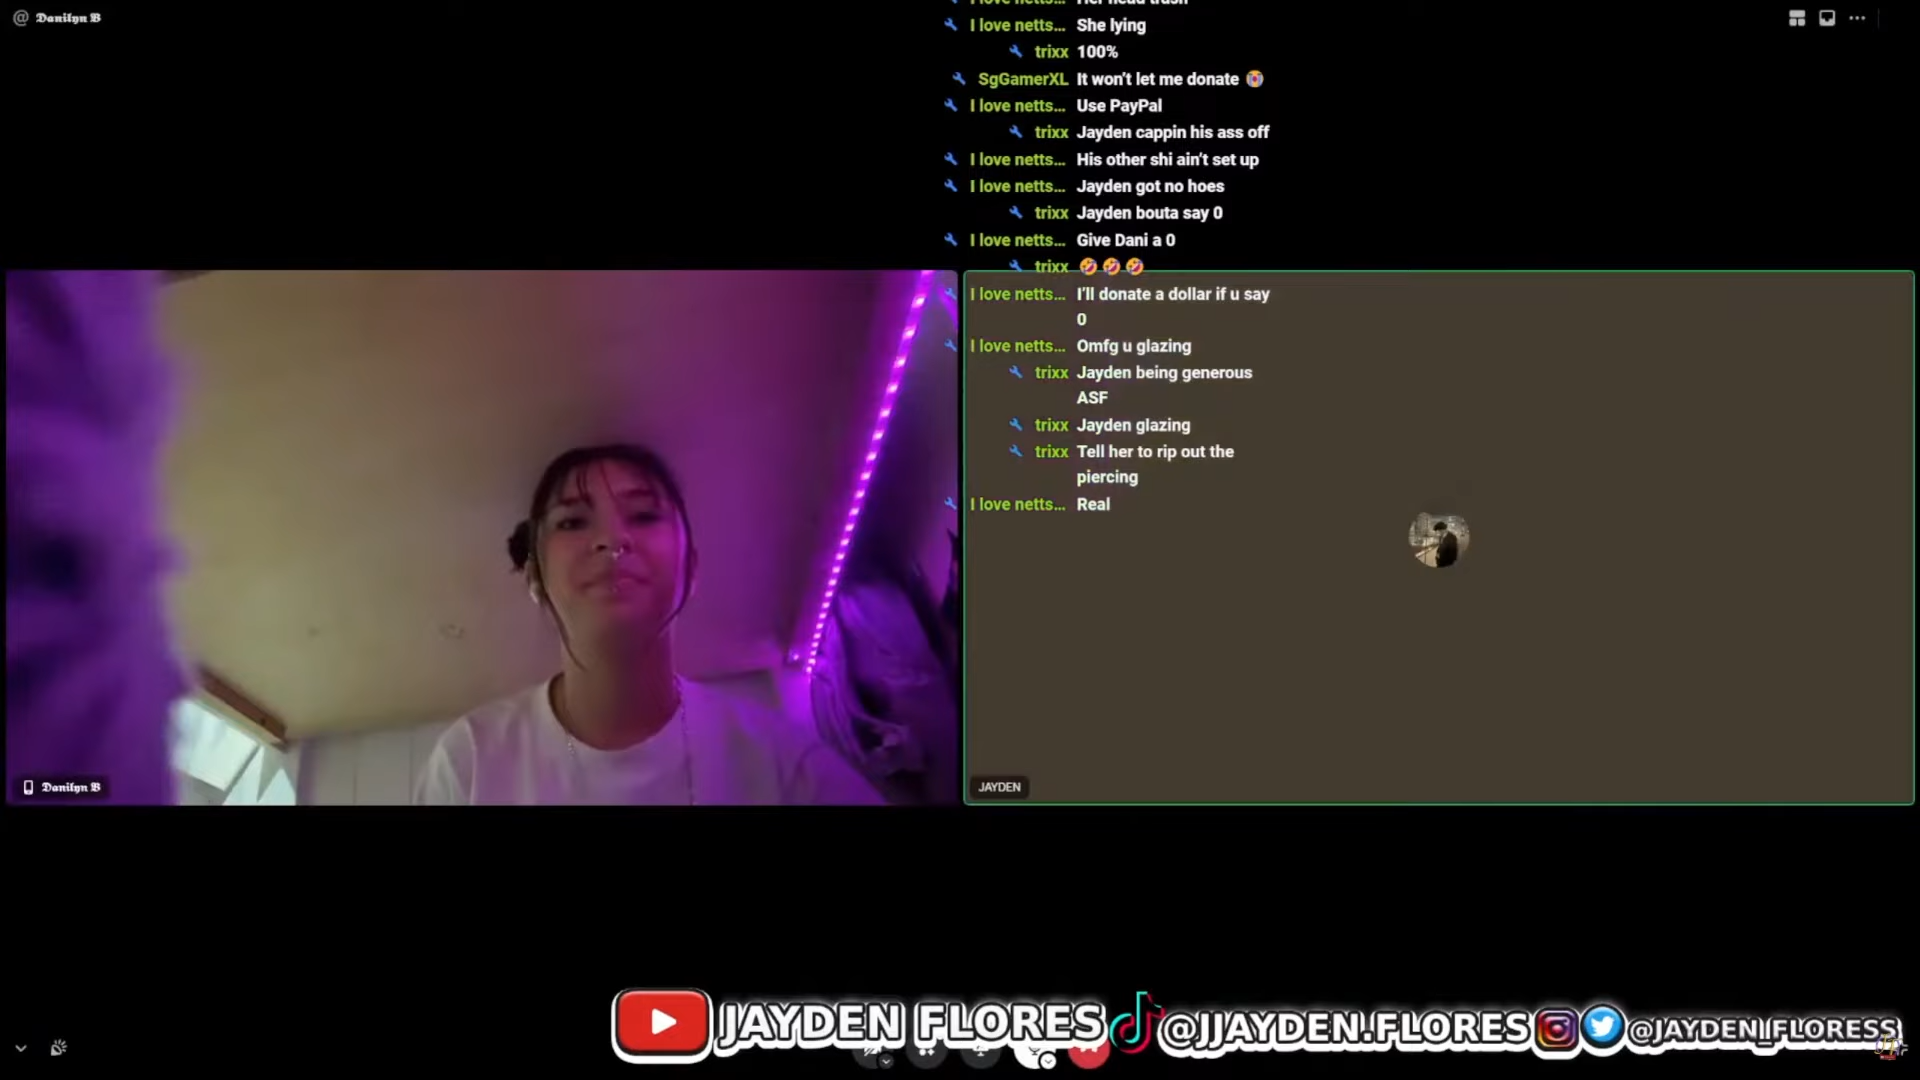 @ Danilyn B
Her head trash
I love netts... She lying
trixx 100%
SgGamerXL It won't let me donate 😭
I love netts... Use PayPal
trixx Jayden cappin his ass off
I love netts... His other shi ain't set up
I love netts... Jayden got no hoes
trixx Jayden bouta say 0
I love netts... Give Dani a 0
trixx 🤣 🤣 🤣
I love netts... I'll donate a dollar if u say
0
I love netts... Omfg u glazing
trixx Jayden being generous
ASF
trixx Jayden glazing
trixx Tell her to rip out the
piercing
I love netts... Real
Danilyn B
JAYDEN
JAYDEN FLORES @JJAYDEN.FLORES @JAYDEN_FLORESS